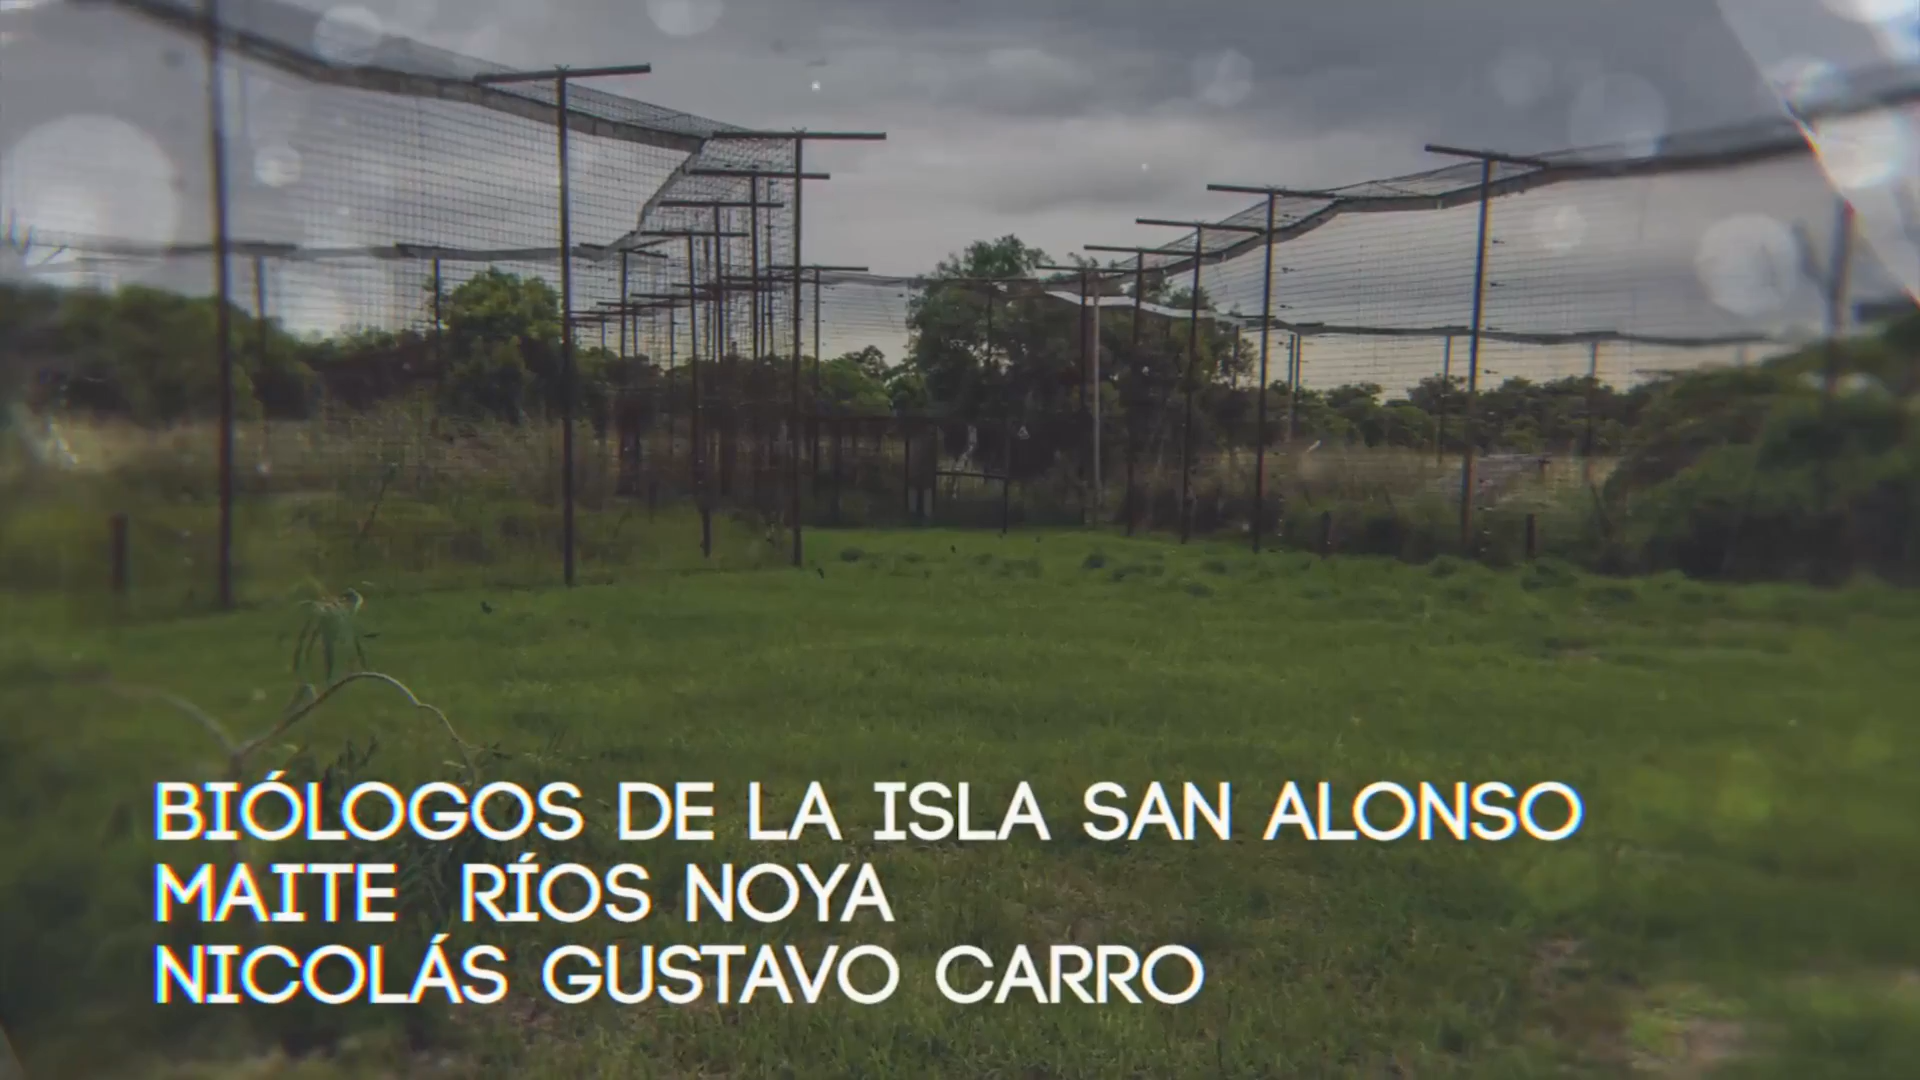 BIÓLOGOS DE LA ISLA SAN ALONSO
MAITE RÍOS NOYA
NICOLÁS GUSTAVO CARRO